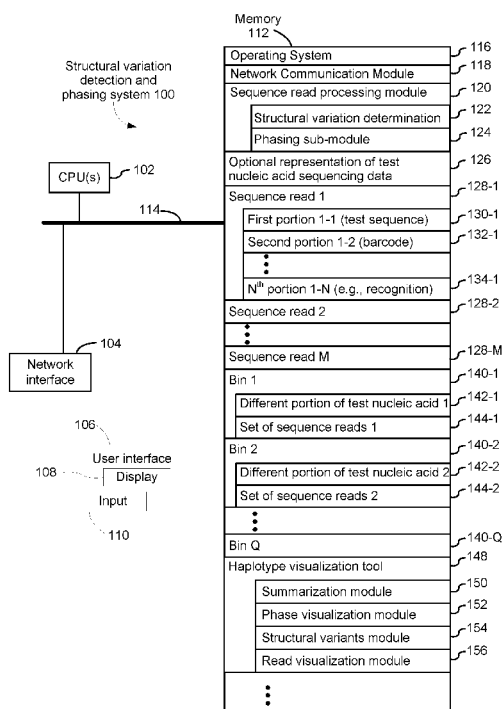 Memory
112
Structural variation
detection and
phasing system 100
CPU(s)
102
114
Network
interface
104
106
User interface
108
Display
Input
110
Operating System
116
Network Communication Module
118
Sequence read processing module
120
Structural variation determination
122
Phasing sub-module
124
Optional representation of test
nucleic acid sequencing data
126
Sequence read 1
128-1
First portion 1-1 (test sequence)
130-1
Second portion 1-2 (barcode)
132-1
Nth portion 1-N (e.g., recognition)
134-1
Sequence read 2
128-2
Sequence read M
128-M
Bin 1
140-1
Different portion of test nucleic acid 1
142-1
Set of sequence reads 1
144-1
Bin 2
140-2
Different portion of test nucleic acid 2
142-2
Set of sequence reads 2
144-2
Bin Q
140-Q
Haplotype visualization tool
148
Summarization module
150
Phase visualization module
152
Structural variants module
154
Read visualization module
156